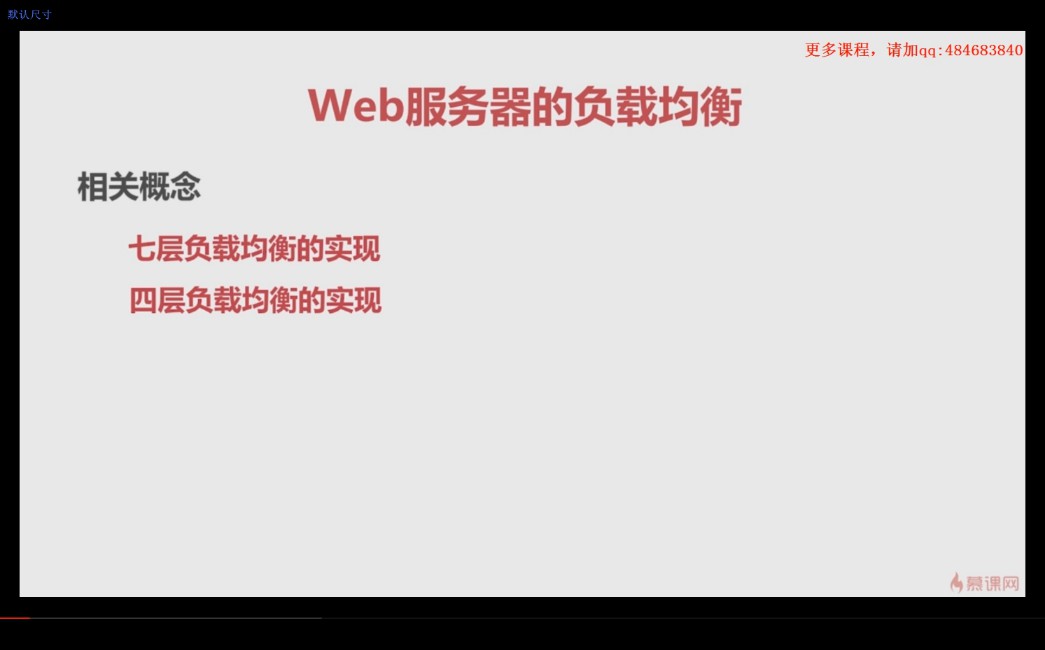 默认尺寸
更多课程，请加qq:484683840
Web服务器的负载均衡
相关概念
七层负载均衡的实现
四层负载均衡的实现
慕课网